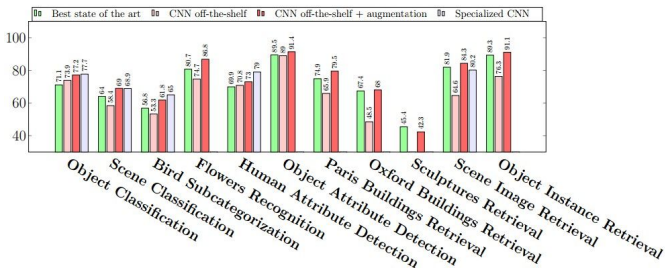 Best state of the art CNN off-the-shelf CNN off-the-shelf + augmentation Specialized CNN
100
80
60
40
71.1 73.9 77.2 77.7
64 58.4 69 68.9
56.8 53.3 61.8 65
80.7 74.7 86.8
69.9 70.8 73 79
89.5 89 91.4
74.9 65.9 79.5
67.4 48.5 68
45.4 42.3
81.9 64.6 84.3 80.2
89.3 76.3 91.1
Object Classification
Scene Classification
Bird Subcategorization
Flowers Recognition
Human Attribute Detection
Object Attribute Detection
Paris Buildings Retrieval
Oxford Buildings Retrieval
Sculptures Retrieval
Scene Image Retrieval
Object Instance Retrieval